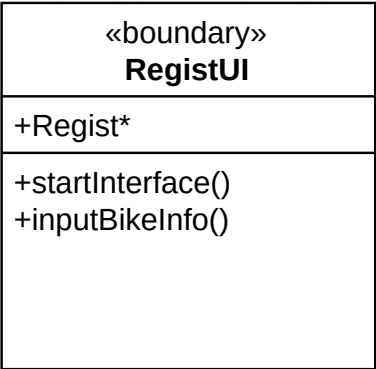 «boundary»
RegistUI
+Regist*
+startInterface()
+inputBikeInfo()